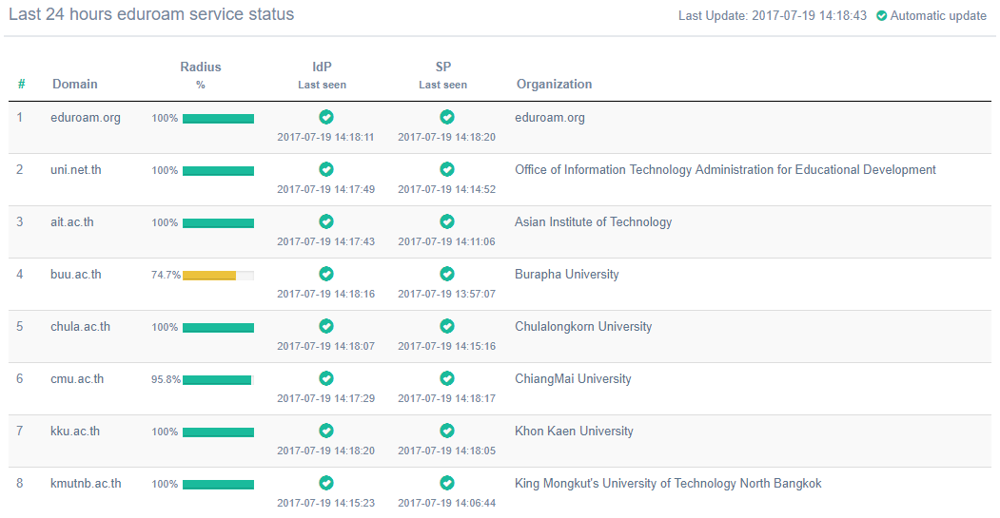 Last 24 hours eduroam service status
Last Update: 2017-07-19 14:18:43 Automatic update
# Domain Radius % IdP Last seen SP Last seen Organization
1 eduroam.org 100% 2017-07-19 14:18:11 2017-07-19 14:18:20 eduroam.org
2 uni.net.th 100% 2017-07-19 14:17:49 2017-07-19 14:14:52 Office of Information Technology Administration for Educational Development
3 ait.ac.th 100% 2017-07-19 14:17:43 2017-07-19 14:11:06 Asian Institute of Technology
4 buu.ac.th 74.7% 2017-07-19 14:18:16 2017-07-19 13:57:07 Burapha University
5 chula.ac.th 100% 2017-07-19 14:18:07 2017-07-19 14:15:16 Chulalongkorn University
6 cmu.ac.th 95.8% 2017-07-19 14:17:29 2017-07-19 14:18:17 ChiangMai University
7 kku.ac.th 100% 2017-07-19 14:18:20 2017-07-19 14:18:05 Khon Kaen University
8 kmutnb.ac.th 100% 2017-07-19 14:15:23 2017-07-19 14:06:44 King Mongkut's University of Technology North Bangkok